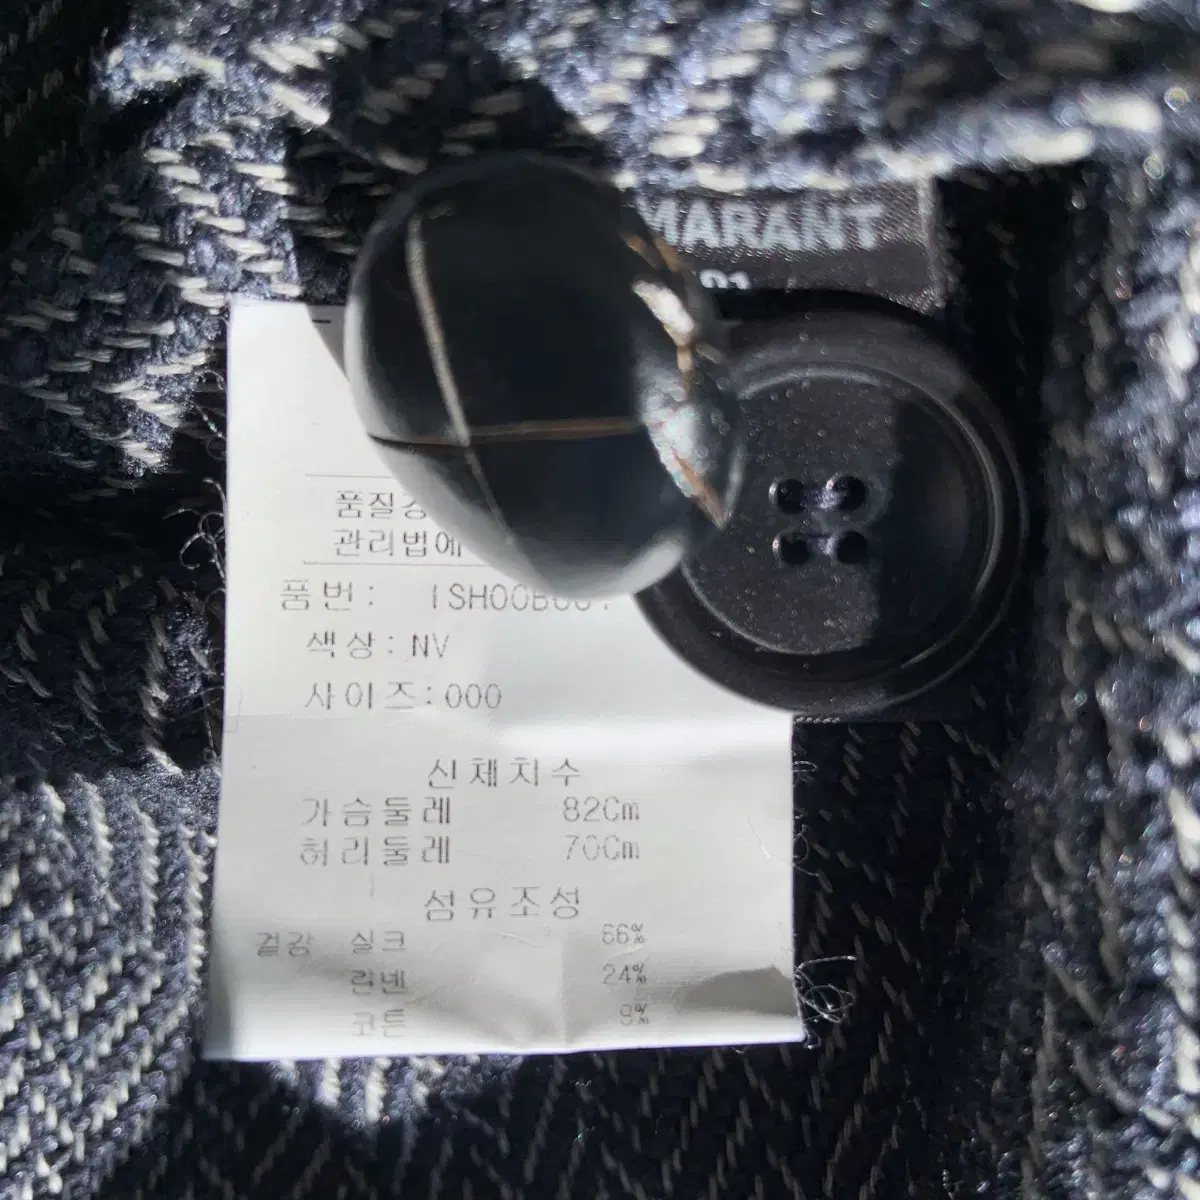 MARANT
01
품질경
관리법에
품번: ISH00B00
색상: NV
사이즈: 000
신체치수
가슴둘레 82Cm
허리둘레 70Cm
섬유조성
겉감 실크 66%
린넨 24%
코튼 9%